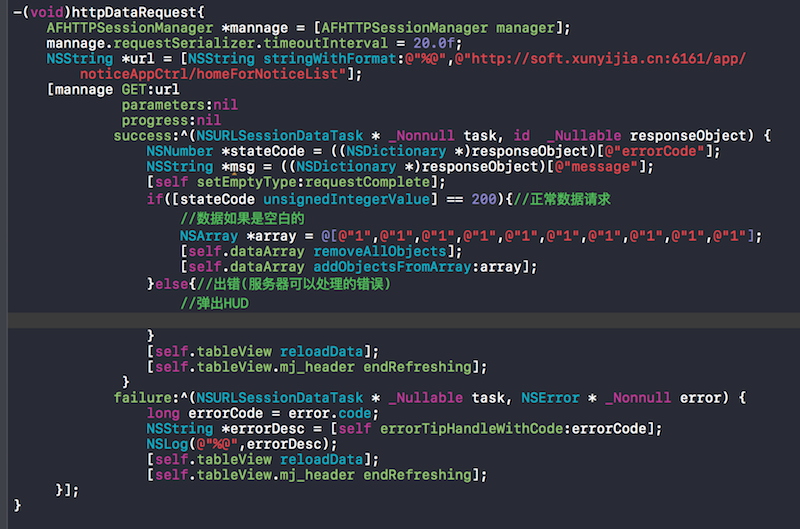 -(void)httpDataRequest{
AFHTTPSessionManager *mannage = [AFHTTPSessionManager manager];
mannage.requestSerializer.timeoutInterval = 20.0f;
NSString *url = [NSString stringWithFormat:@"%@",@"http://soft.xunyijia.cn:6161/app/
noticeAppCtrl/homeForNoticeList"];
[mannage GET:url
parameters:nil
progress:nil
success:^(NSURLSessionDataTask * _Nonnull task, id  _Nullable responseObject) {
NSNumber *stateCode = ((NSDictionary *)responseObject)[@"errorCode"];
NSString *msg = ((NSDictionary *)responseObject)[@"message"];
[self setEmptyType:requestComplete];
if([stateCode unsignedIntegerValue] == 200){//正常数据请求
//数据如果是空白的
NSArray *array = @[@"1",@"1",@"1",@"1",@"1",@"1",@"1",@"1",@"1",@"1"];
[self.dataArray removeAllObjects];
[self.dataArray addObjectsFromArray:array];
}else{//出错(服务器可以处理的错误)
//弹出HUD
}
[self.tableView reloadData];
[self.tableView.mj_header endRefreshing];
}
failure:^(NSURLSessionDataTask * _Nullable task, NSError * _Nonnull error) {
long errorCode = error.code;
NSString *errorDesc = [self errorTipHandleWithCode:errorCode];
NSLog(@"%@",errorDesc);
[self.tableView reloadData];
[self.tableView.mj_header endRefreshing];
}];
}